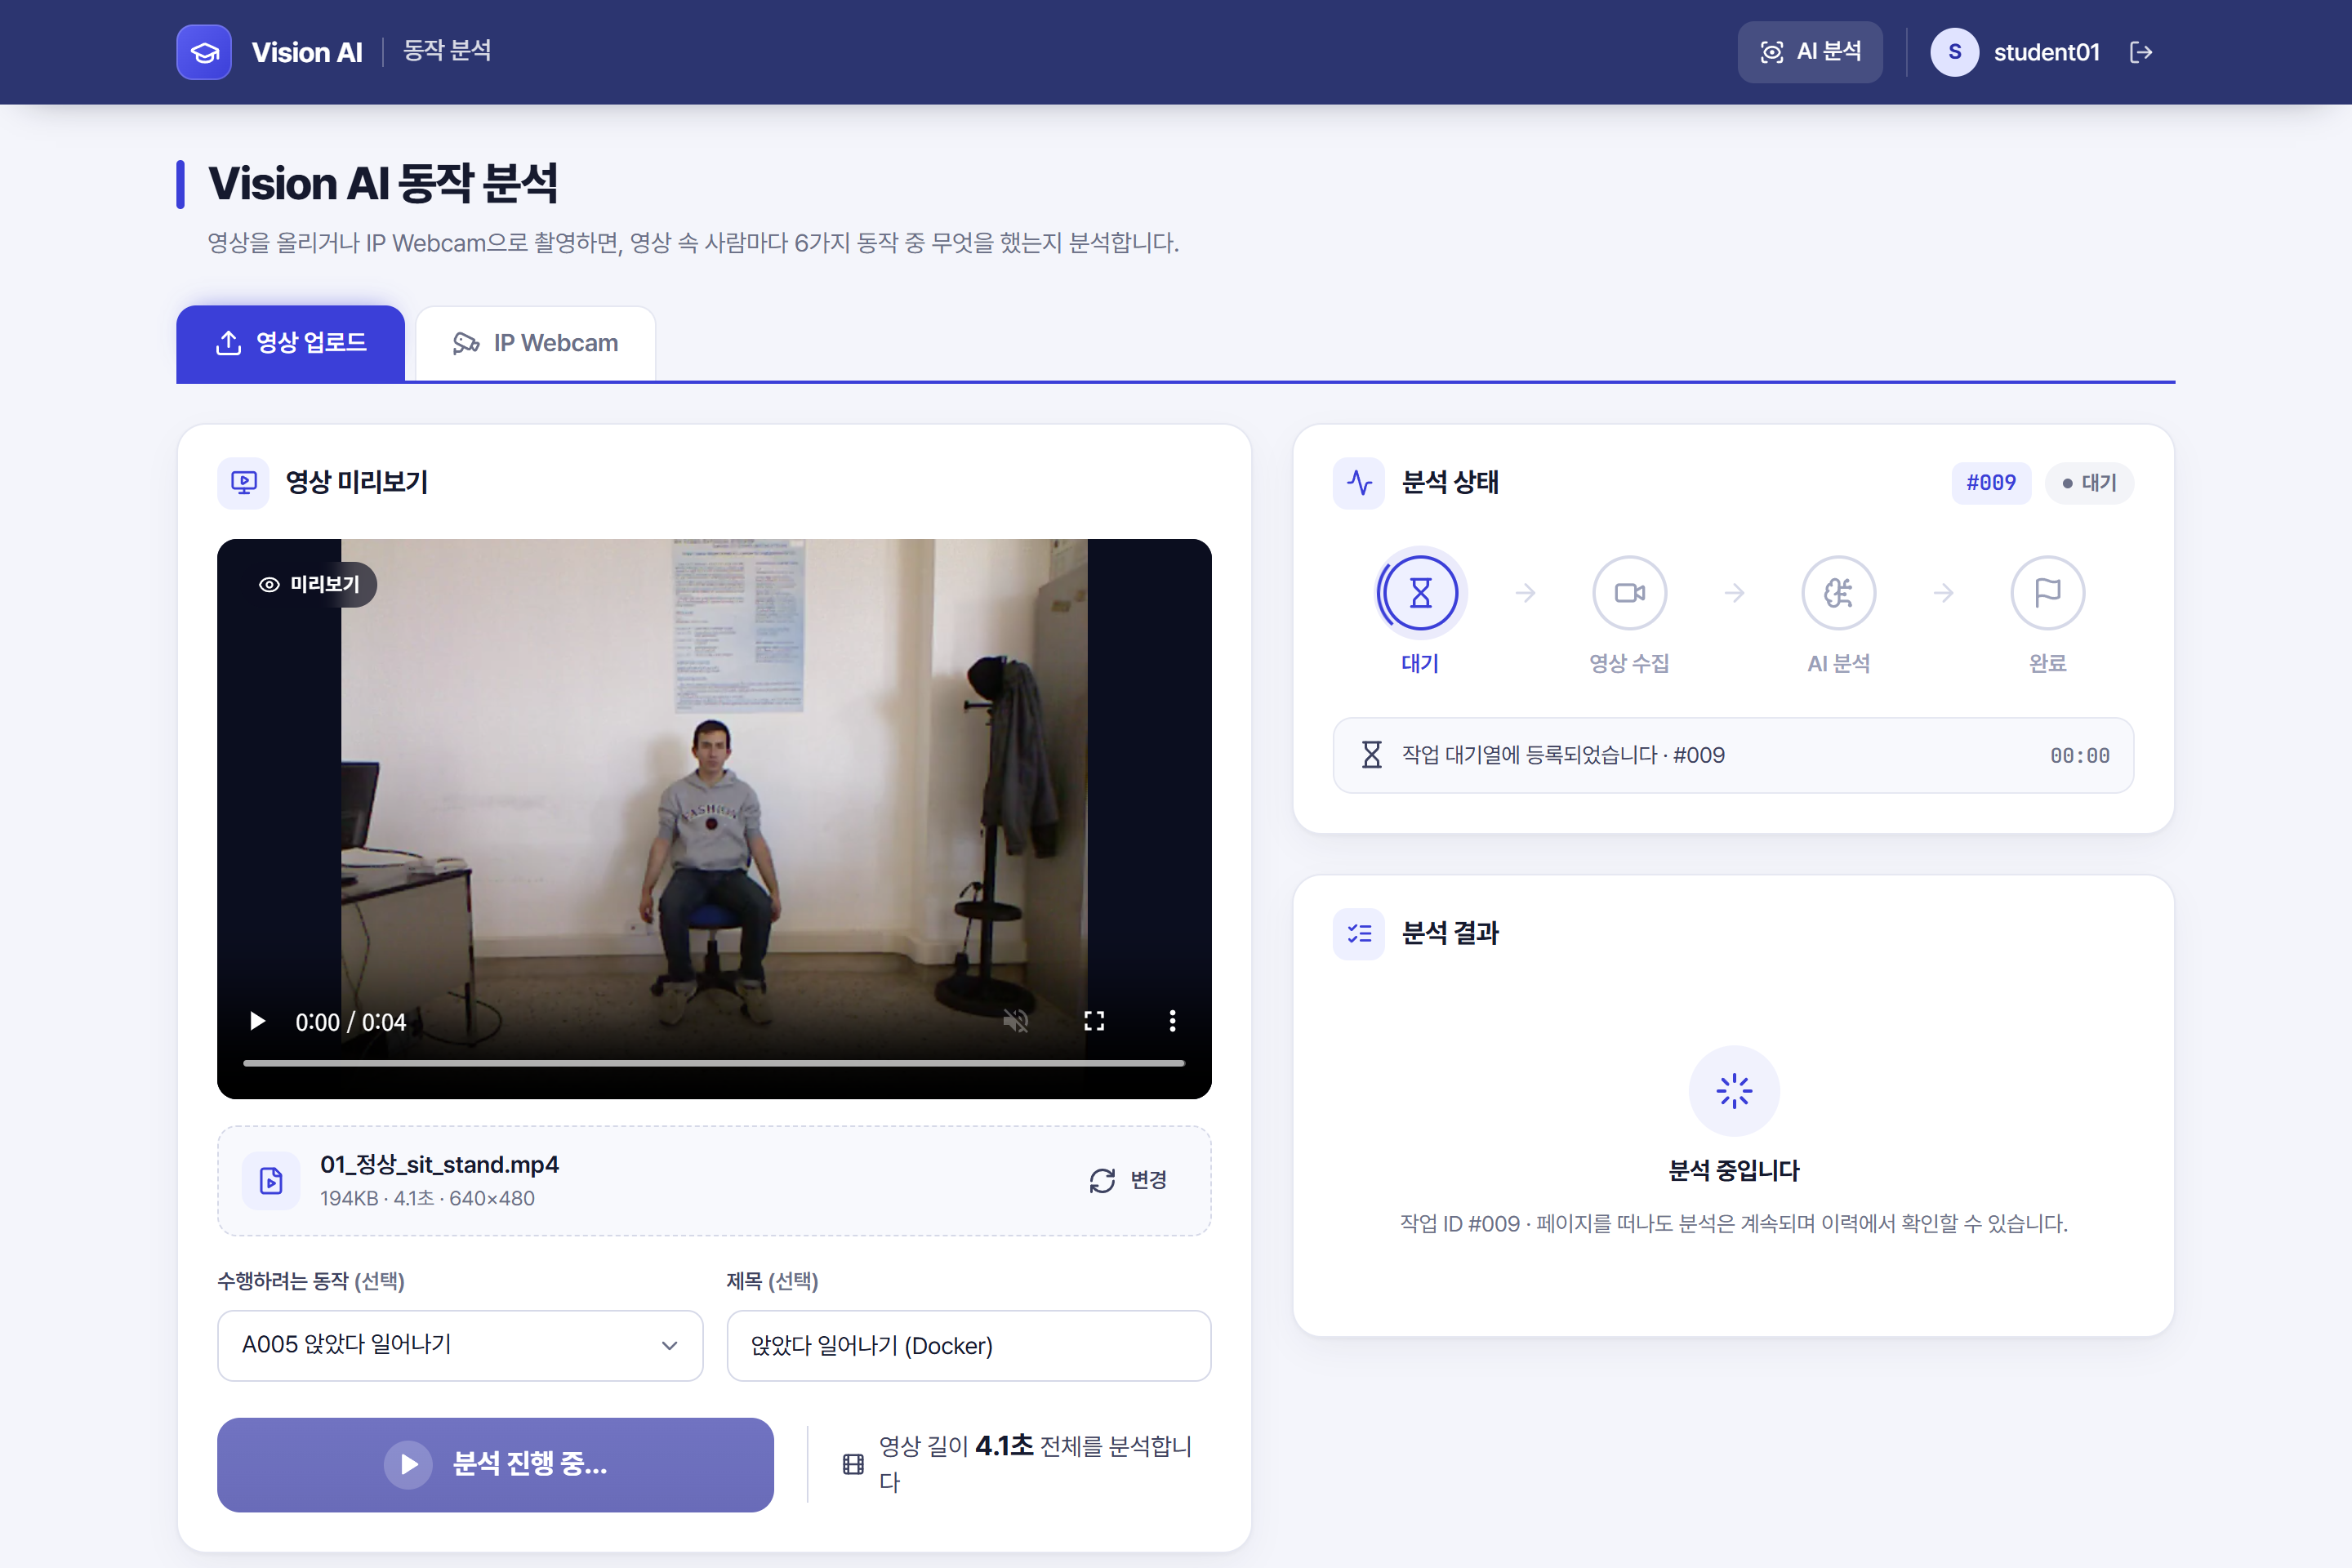 Vision AI 동작 분석
AI 분석
S student01
Vision AI 동작 분석
영상을 올리거나 IP Webcam으로 촬영하면, 영상 속 사람마다 6가지 동작 중 무엇을 했는지 분석합니다.
영상 업로드
IP Webcam
영상 미리보기
미리보기
FASHION
0:00 / 0:04
01_정상_sit_stand.mp4
194KB · 4.1초 · 640×480
변경
수행하려는 동작 (선택)
제목 (선택)
A005 앉았다 일어나기
앉았다 일어나기 (Docker)
분석 진행 중...
영상 길이 4.1초 전체를 분석합니
다
분석 상태
#009
대기
대기
영상 수집
AI 분석
완료
작업 대기열에 등록되었습니다 · #009
00:00
분석 결과
분석 중입니다
작업 ID #009 · 페이지를 떠나도 분석은 계속되며 이력에서 확인할 수 있습니다.